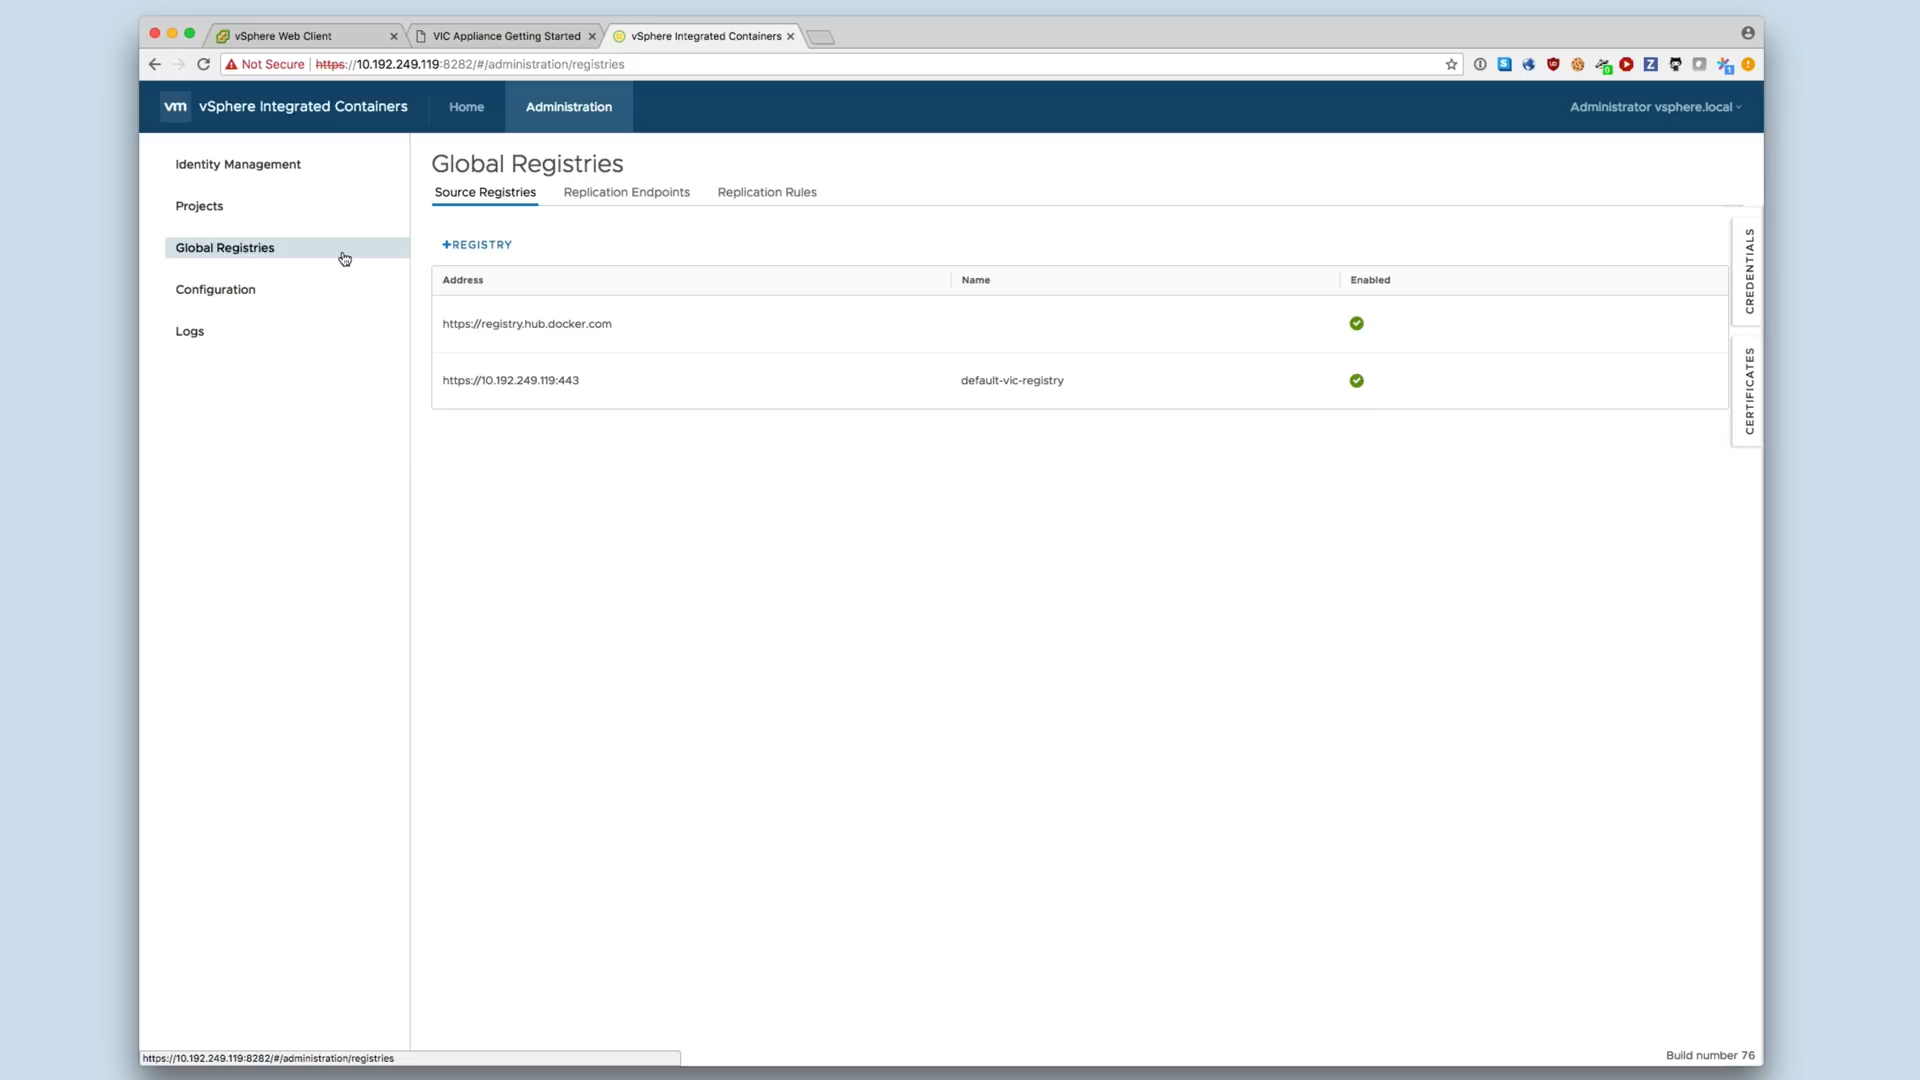 vSphere Web Client
VIC Appliance Getting Started
vSphere Integrated Containers
Not Secure
https://10.192.249.119:8282/#/administration/registries
vm vSphere Integrated Containers
Home
Administration
Administrator vsphere.local
Identity Management
Projects
Global Registries
Configuration
Logs
Global Registries
Source Registries
Replication Endpoints
Replication Rules
+REGISTRY
Address
Name
Enabled
https://registry.hub.docker.com
https://10.192.249.119:443
default-vic-registry
CREDENTIALS
CERTIFICATES
https://10.192.249.119:8282/#/administration/registries
Build number 76